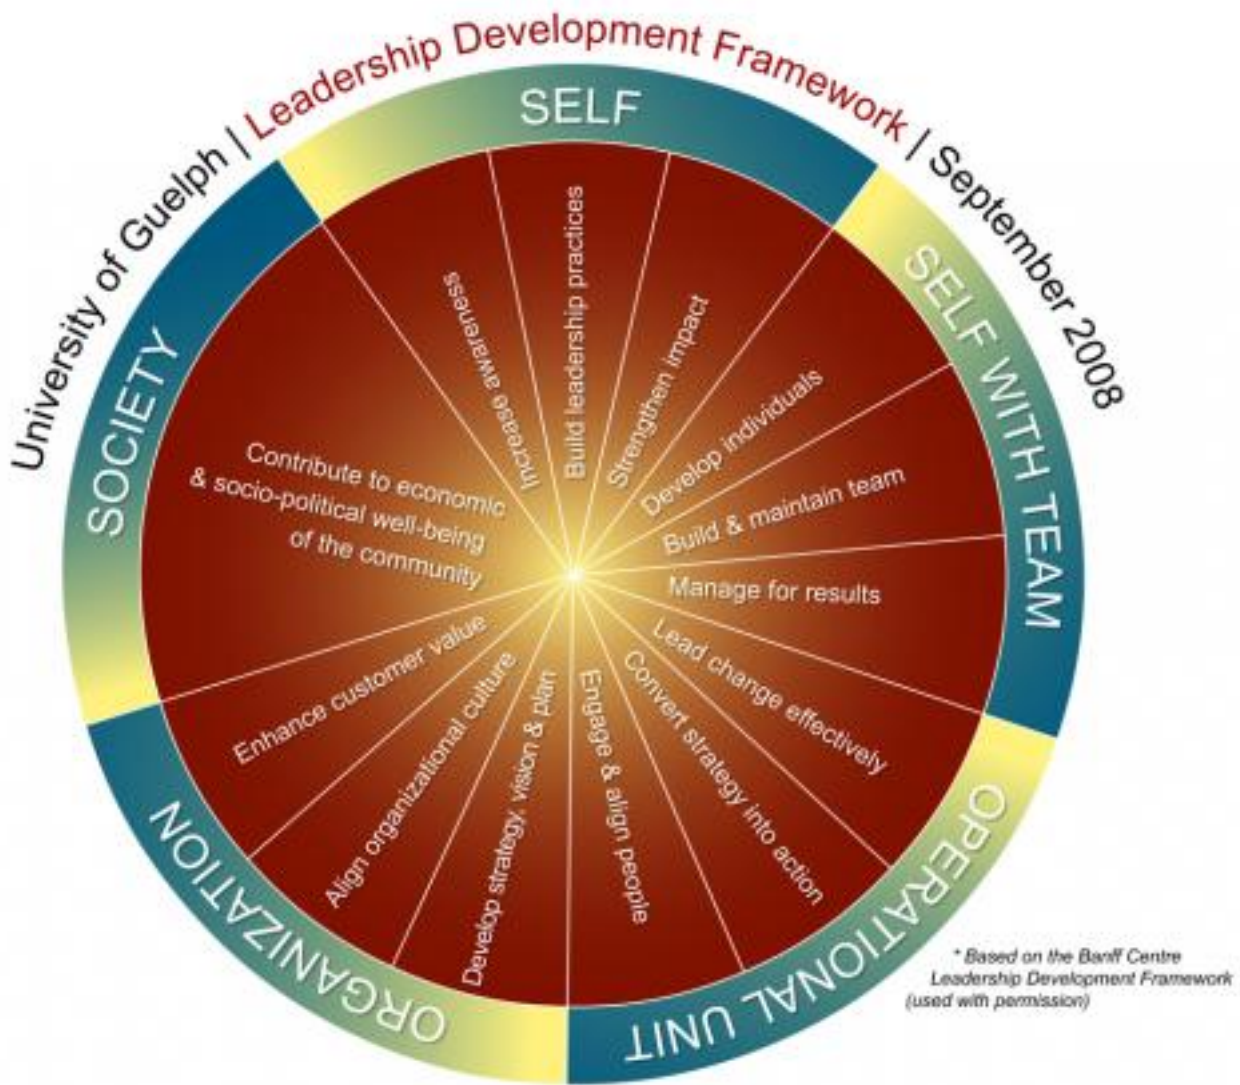 University of Guelph | Leadership Development Framework | September 2008
SELF
Increase awareness
Build leadership practices
Strengthen impact
SELF WITH TEAM
Develop individuals
Build & maintain team
Manage for results
OPERATIONAL UNIT
Lead change effectively
Convert strategy into action
Engage & align people
ORGANIZATION
Develop strategy, vision & plan
Align organizational culture
Enhance customer value
SOCIETY
Contribute to economic
& socio-political well-being
of the community
* Based on the Banff Centre
Leadership Development Framework
(used with permission)